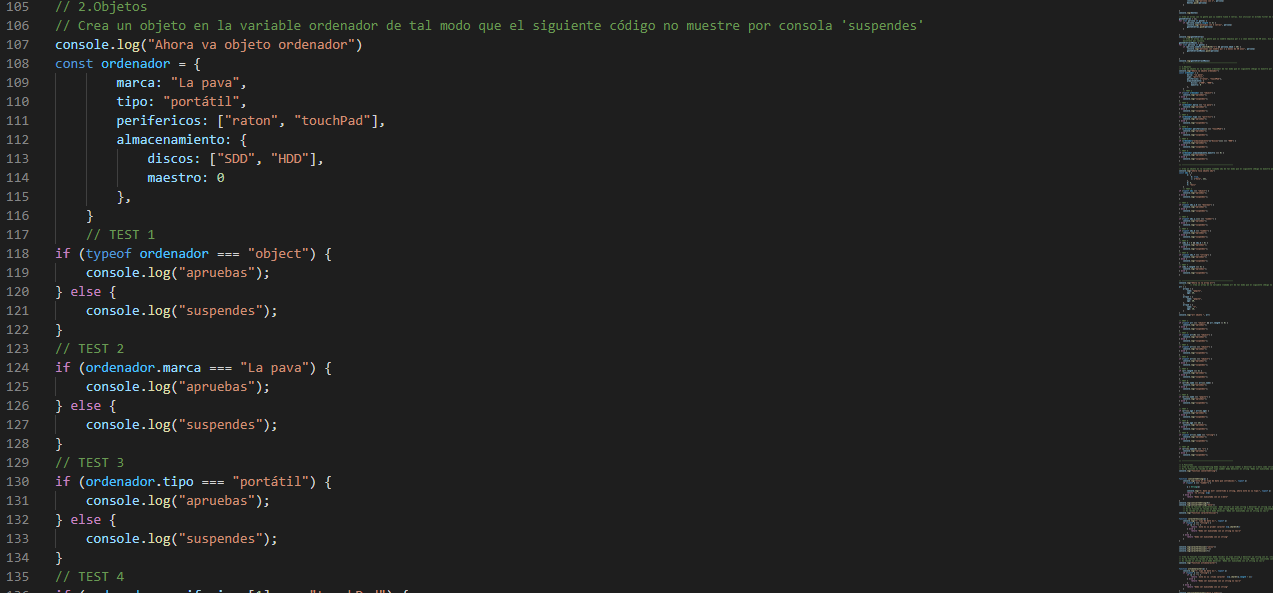 105 // 2.Objetos
106 // Crea un objeto en la variable ordenador de tal modo que el siguiente código no muestre por consola 'suspendes'
107 console.log("Ahora va objeto ordenador")
108 const ordenador = {
109 marca: "La pava",
110 tipo: "portátil",
111 perifericos: ["raton", "touchPad"],
112 almacenamiento: {
113 discos: ["SDD", "HDD"],
114 maestro: 0
115 },
116 }
117 // TEST 1
118 if (typeof ordenador === "object") {
119 console.log("apruebas");
120 } else {
121 console.log("suspendes");
122 }
123 // TEST 2
124 if (ordenador.marca === "La pava") {
125 console.log("apruebas");
126 } else {
127 console.log("suspendes");
128 }
129 // TEST 3
130 if (ordenador.tipo === "portátil") {
131 console.log("apruebas");
132 } else {
133 console.log("suspendes");
134 }
135 // TEST 4